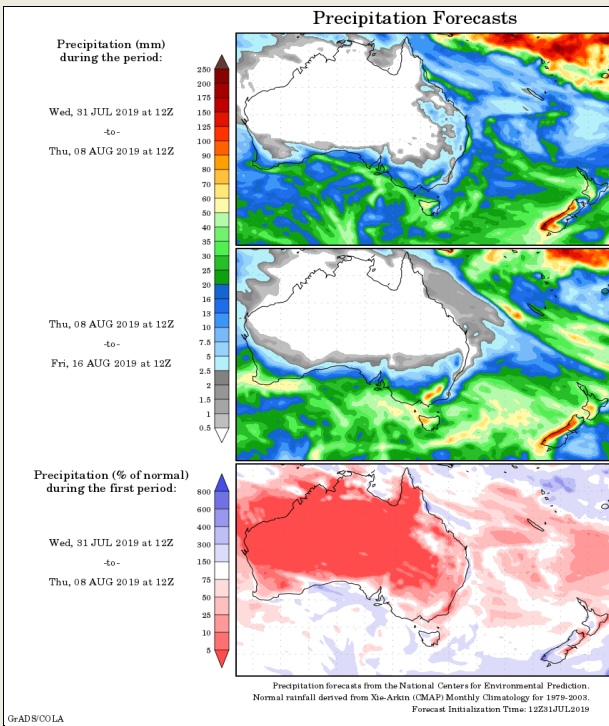 Precipitation Forecasts
Precipitation (mm)
during the period:
Wed, 31 JUL 2019 at 12Z
-to-
Thu, 08 AUG 2019 at 12Z
250
200
175
150
125
100
90
80
70
60
50
40
35
30
25
20
16
13
10
7.5
5
2.5
2
1.5
1
0.5
Thu, 08 AUG 2019 at 12Z
-to-
Fri, 16 AUG 2019 at 12Z
Precipitation (% of normal)
during the first period:
Wed, 31 JUL 2019 at 12Z
-to-
Thu, 08 AUG 2019 at 12Z
800
600
400
300
150
75
50
25
10
5
Precipitation forecasts from the National Centers for Environmental Prediction.
Normal rainfall derived from Xie-Arkin (CMAP) Monthly Climatology for 1979-2003.
Forecast Initialization Time: 12Z31JUL2019
GrADS/COLA